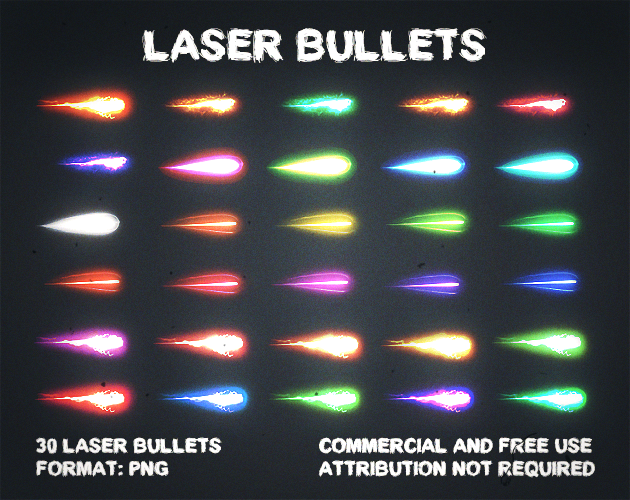 LASER BULLETS
30 LASER BULLETS
FORMAT: PNG
COMMERCIAL AND FREE USE
ATTRIBUTION NOT REQUIRED